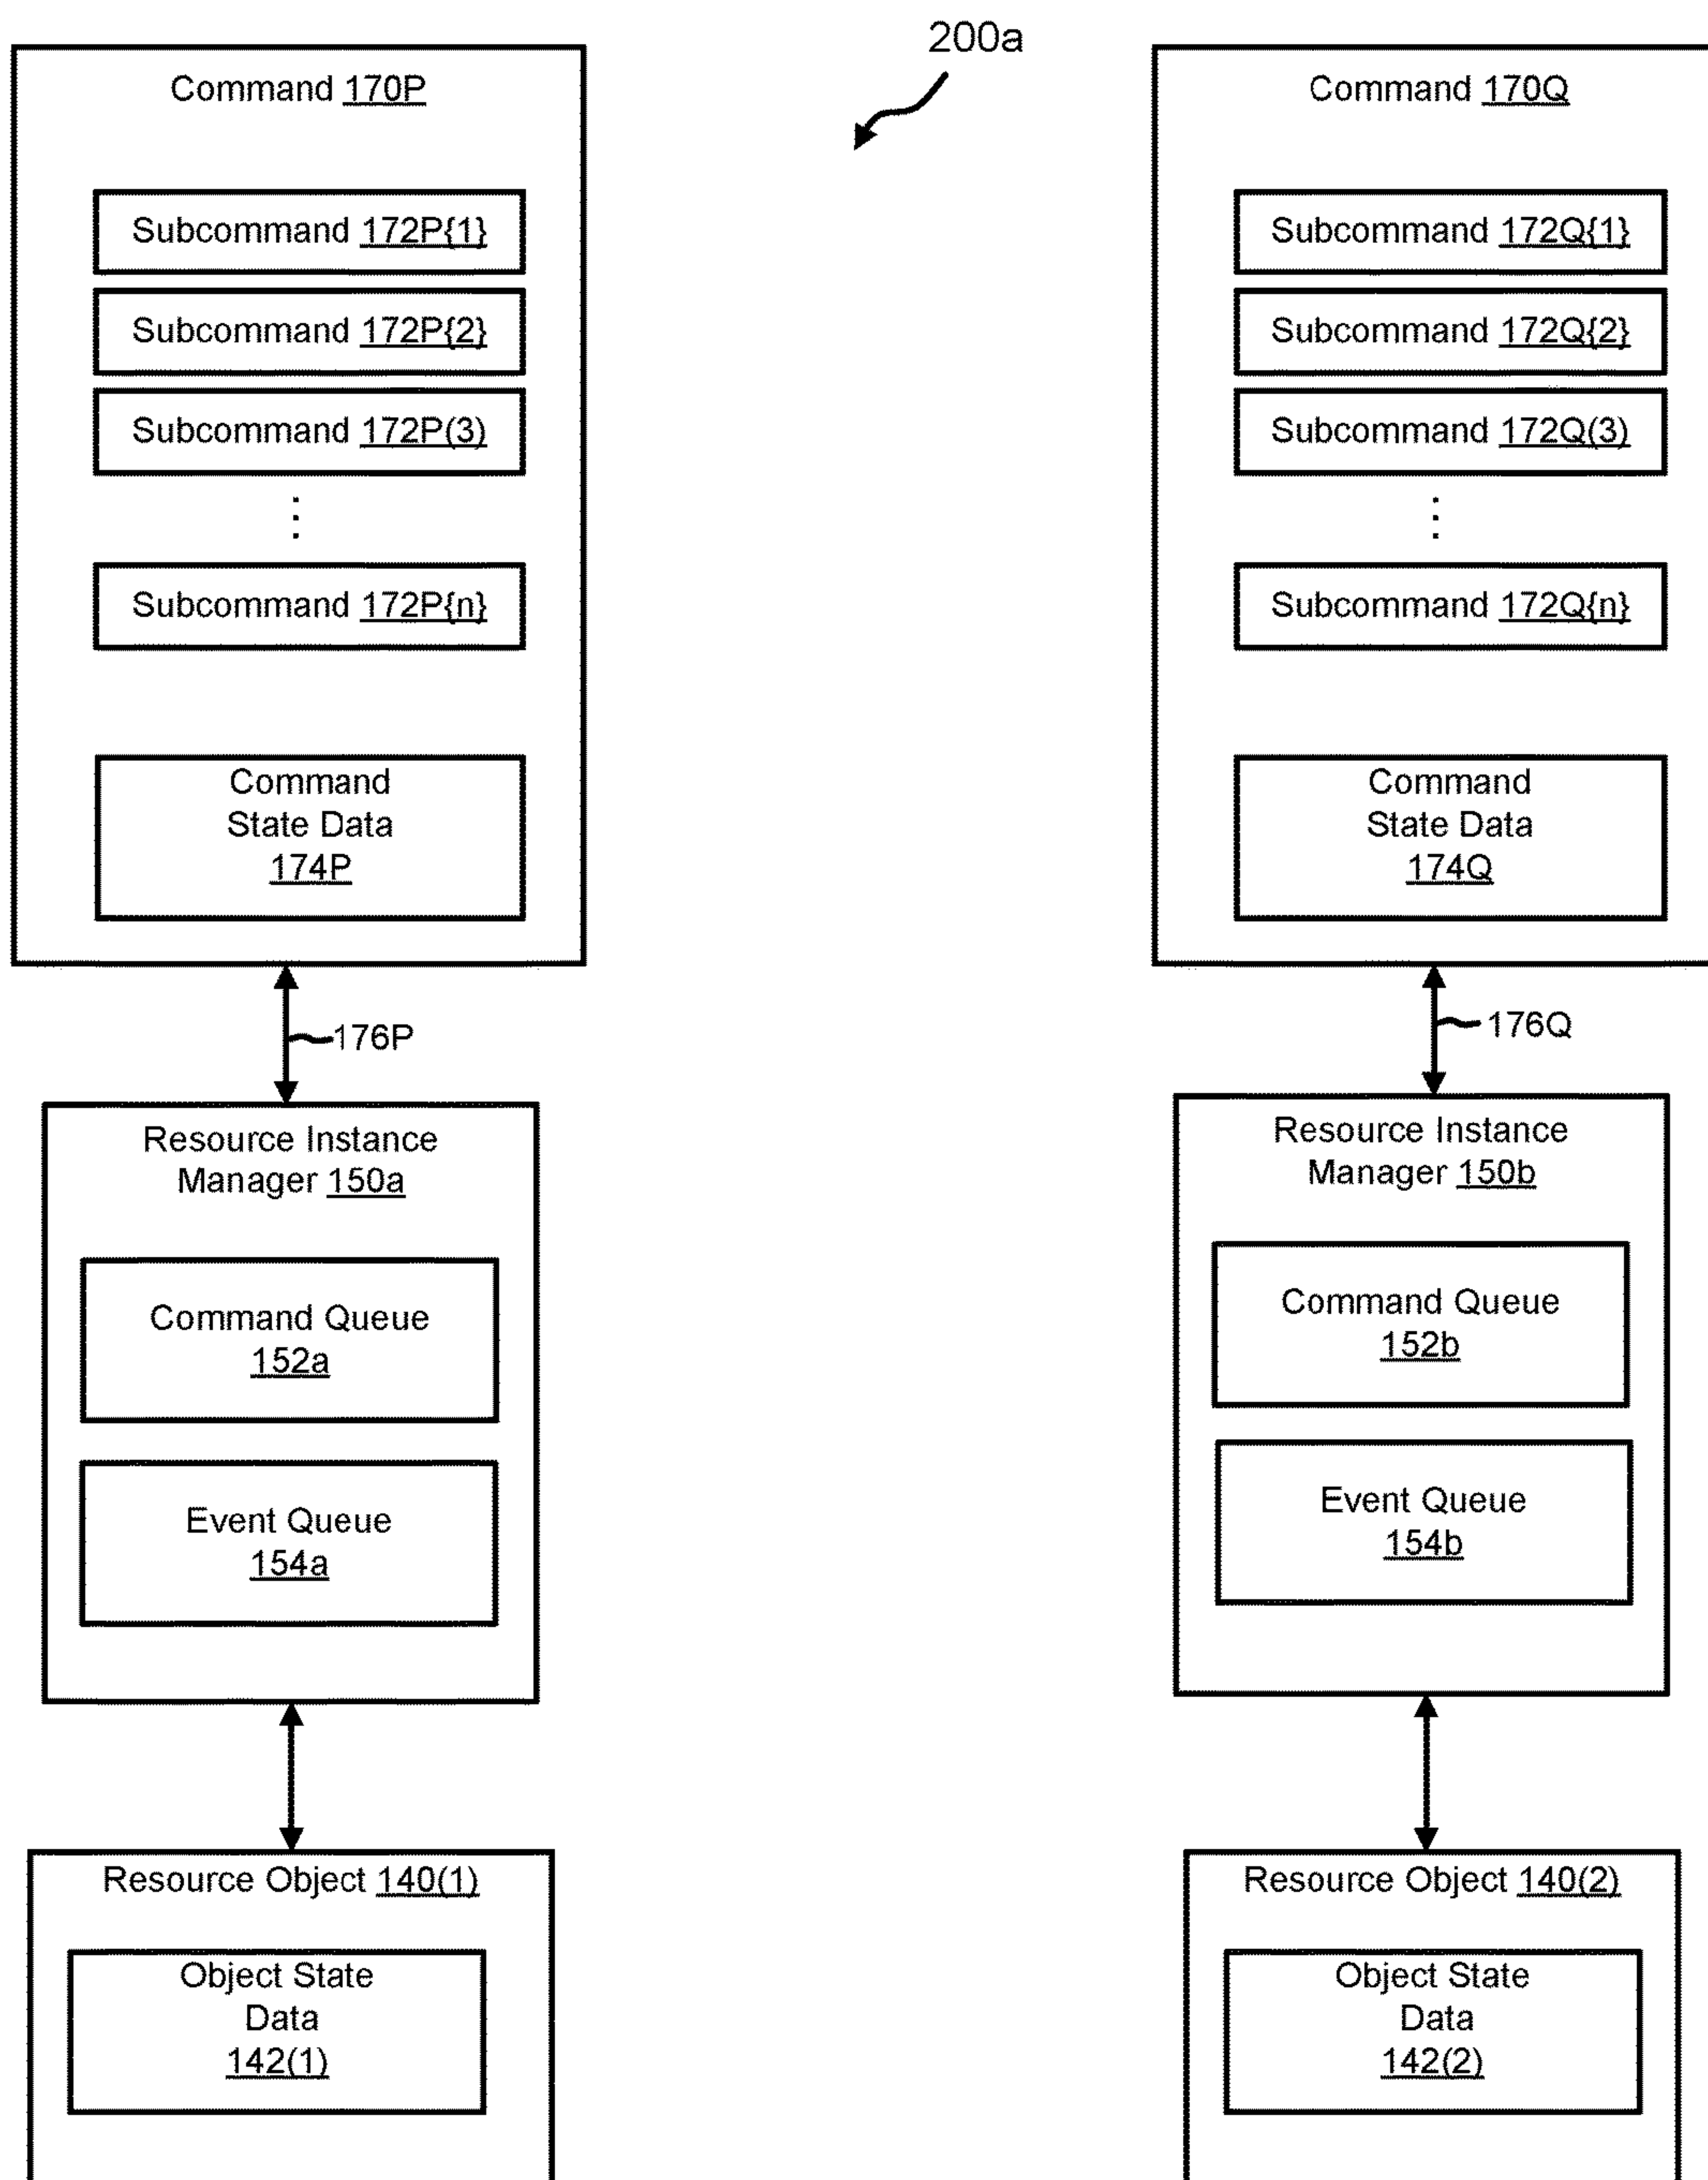 200a
Command 170P
Subcommand 172P{1}
Subcommand 172P{2}
Subcommand 172P(3)
⋮
Subcommand 172P{n}
Command
State Data
174P
176P
Resource Instance
Manager 150a
Command Queue
152a
Event Queue
154a
Resource Object 140(1)
Object State
Data
142(1)
Command 170Q
Subcommand 172Q{1}
Subcommand 172Q{2}
Subcommand 172Q(3)
⋮
Subcommand 172Q{n}
Command
State Data
174Q
176Q
Resource Instance
Manager 150b
Command Queue
152b
Event Queue
154b
Resource Object 140(2)
Object State
Data
142(2)